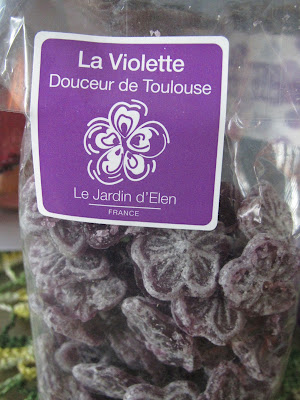 La Violette
Douceur de Toulouse
Le Jardin d'Elen
FRANCE